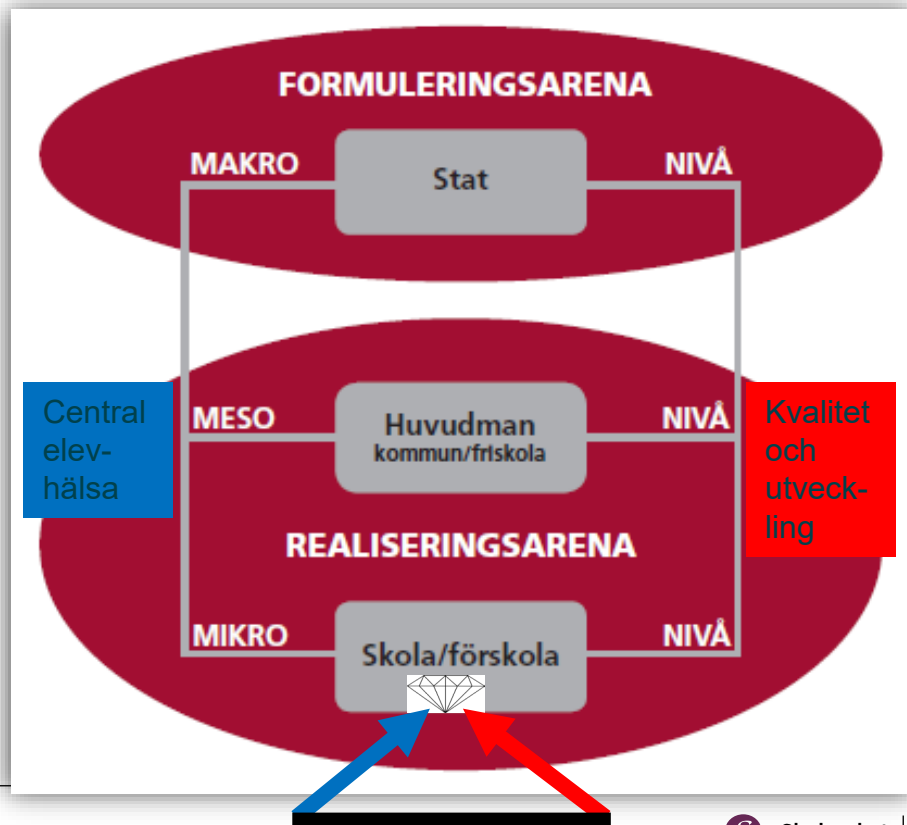 FORMULERINGSARENA
MAKRO
Stat
NIVÅ
Central
elev-
hälsa
MESO
Huvudman
kommun/friskola
NIVÅ
Kvalitet
och
utveck-
ling
REALISERINGSARENA
MIKRO
Skola/förskola
NIVÅ